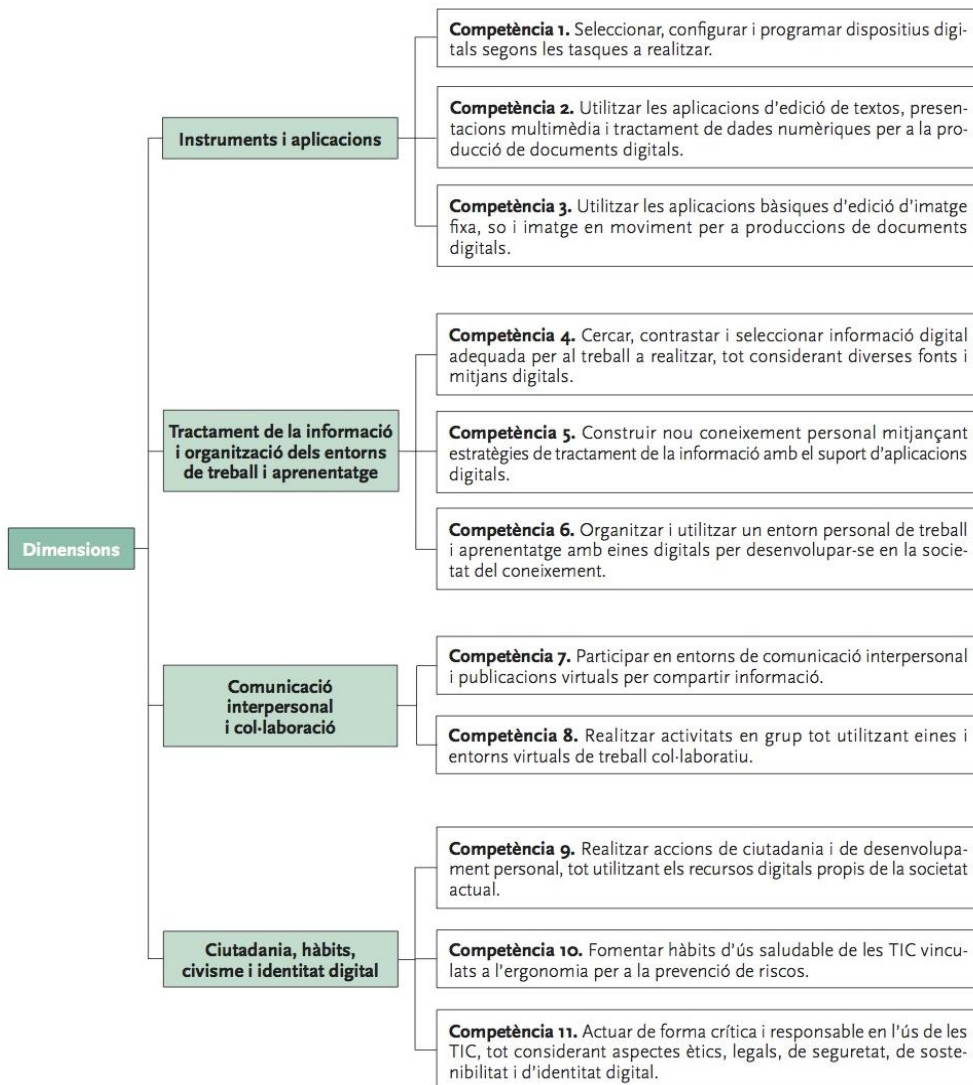 Dimensions
Instruments i aplicacions
Competència 1. Seleccionar, configurar i programar dispositius digi-
tals segons les tasques a realitzar.
Competència 2. Utilitzar les aplicacions d'edició de textos, presen-
tacions multimèdia i tractament de dades numèriques per a la pro-
ducció de documents digitals.
Competència 3. Utilitzar les aplicacions bàsiques d'edició d'imatge
fixa, so i imatge en moviment per a produccions de documents
digitals.
Tractament de la informació
i organització dels entorns
de treball i aprenentatge
Competència 4. Cercar, contrastar i seleccionar informació digital
adequada per al treball a realitzar, tot considerant diverses fonts i
mitjans digitals.
Competència 5. Construir nou coneixement personal mitjançant
estratègies de tractament de la informació amb el suport d'aplicacions
digitals.
Competència 6. Organitzar i utilitzar un entorn personal de treball
i aprenentatge amb eines digitals per desenvolupar-se en la socie-
tat del coneixement.
Comunicació
interpersonal
i col·laboració
Competència 7. Participar en entorns de comunicació interpersonal
i publicacions virtuals per compartir informació.
Competència 8. Realitzar activitats en grup tot utilitzant eines i
entorns virtuals de treball col·laboratiu.
Ciutadania, hàbits,
civisme i identitat digital
Competència 9. Realitzar accions de ciutadania i de desenvolupa-
ment personal, tot utilitzant els recursos digitals propis de la societat
actual.
Competència 10. Fomentar hàbits d'ús saludable de les TIC vincu-
lats a l'ergonomia per a la prevenció de riscos.
Competència 11. Actuar de forma crítica i responsable en l'ús de les
TIC, tot considerant aspectes ètics, legals, de seguretat, de soste-
nibilitat i d'identitat digital.